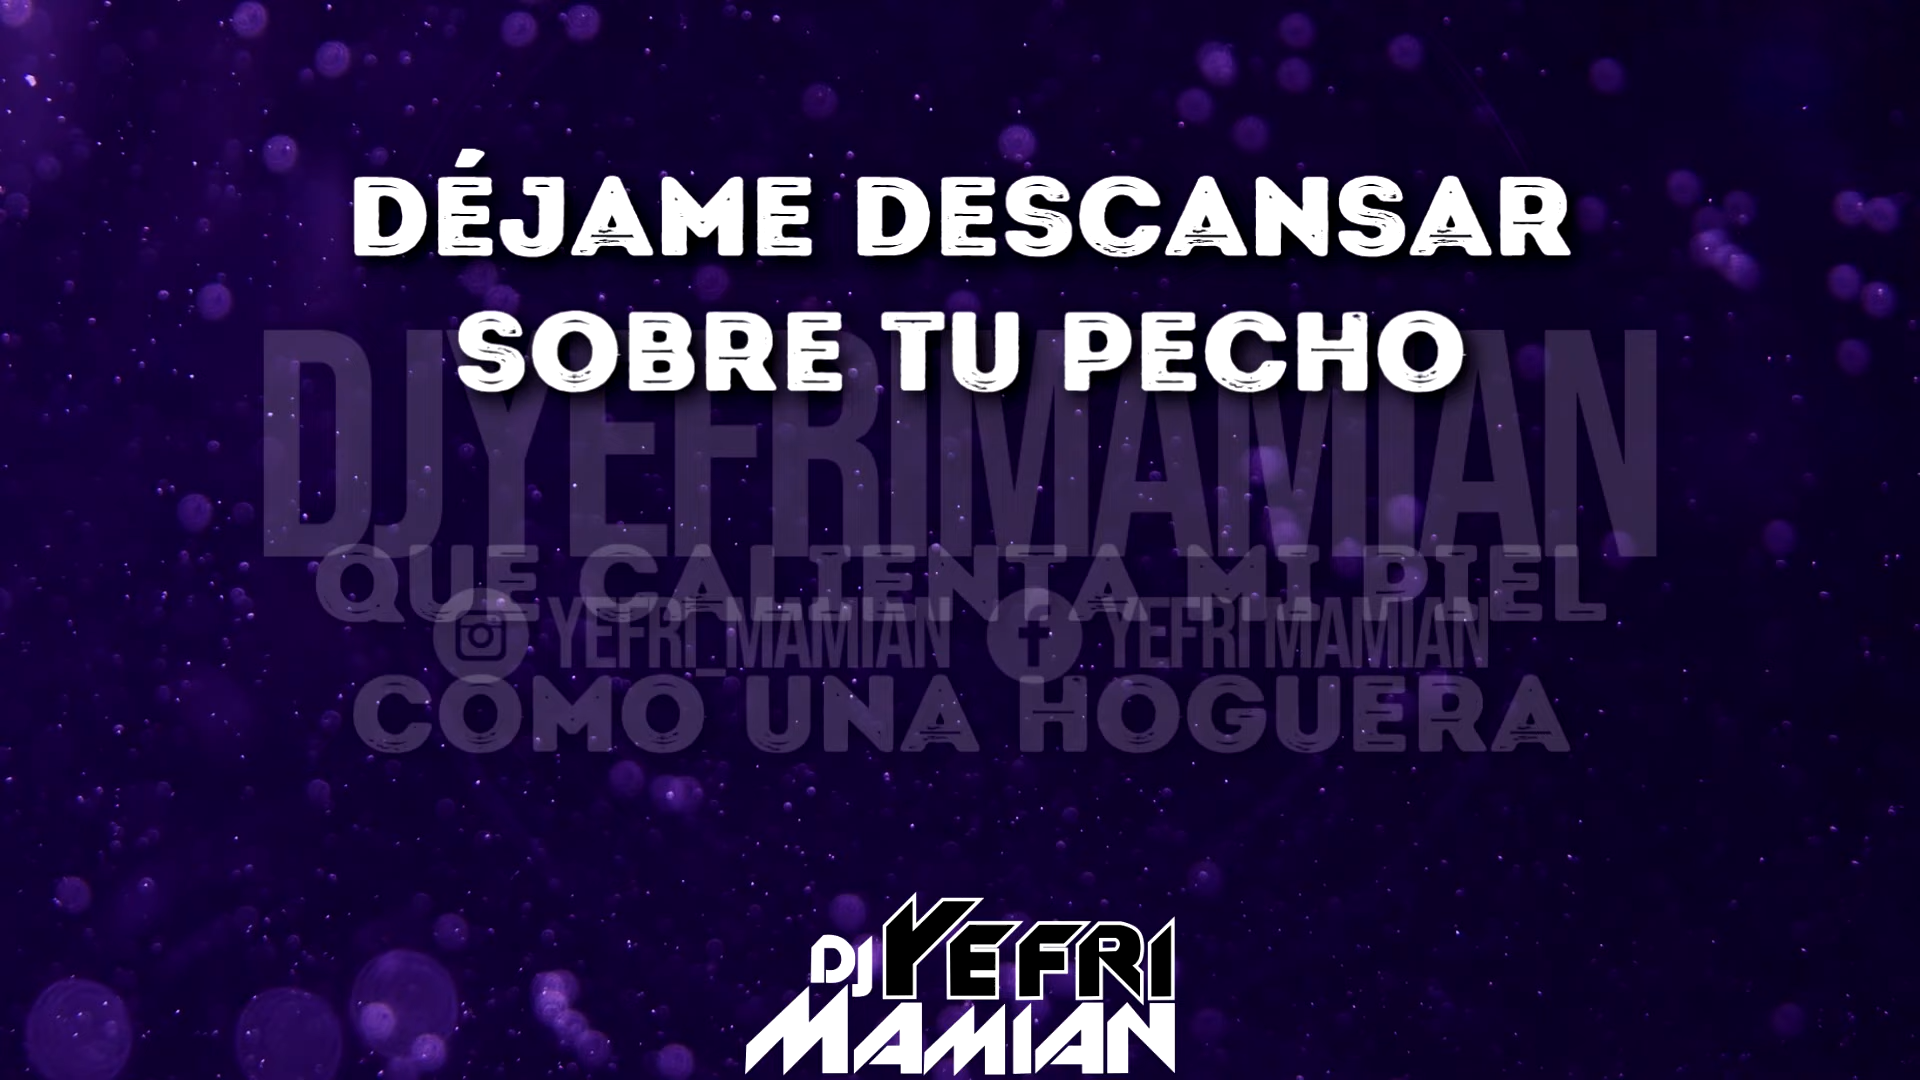 DÉJAME DESCANSAR
SOBRE TU PECHO
DJYEFRIMAMIAN
QUE CALIENTA MI PIEL
YEFRI_MAMIAN YEFRI MAMIAN
COMO UNA HOGUERA
DJ YEFRI
MAMIAN